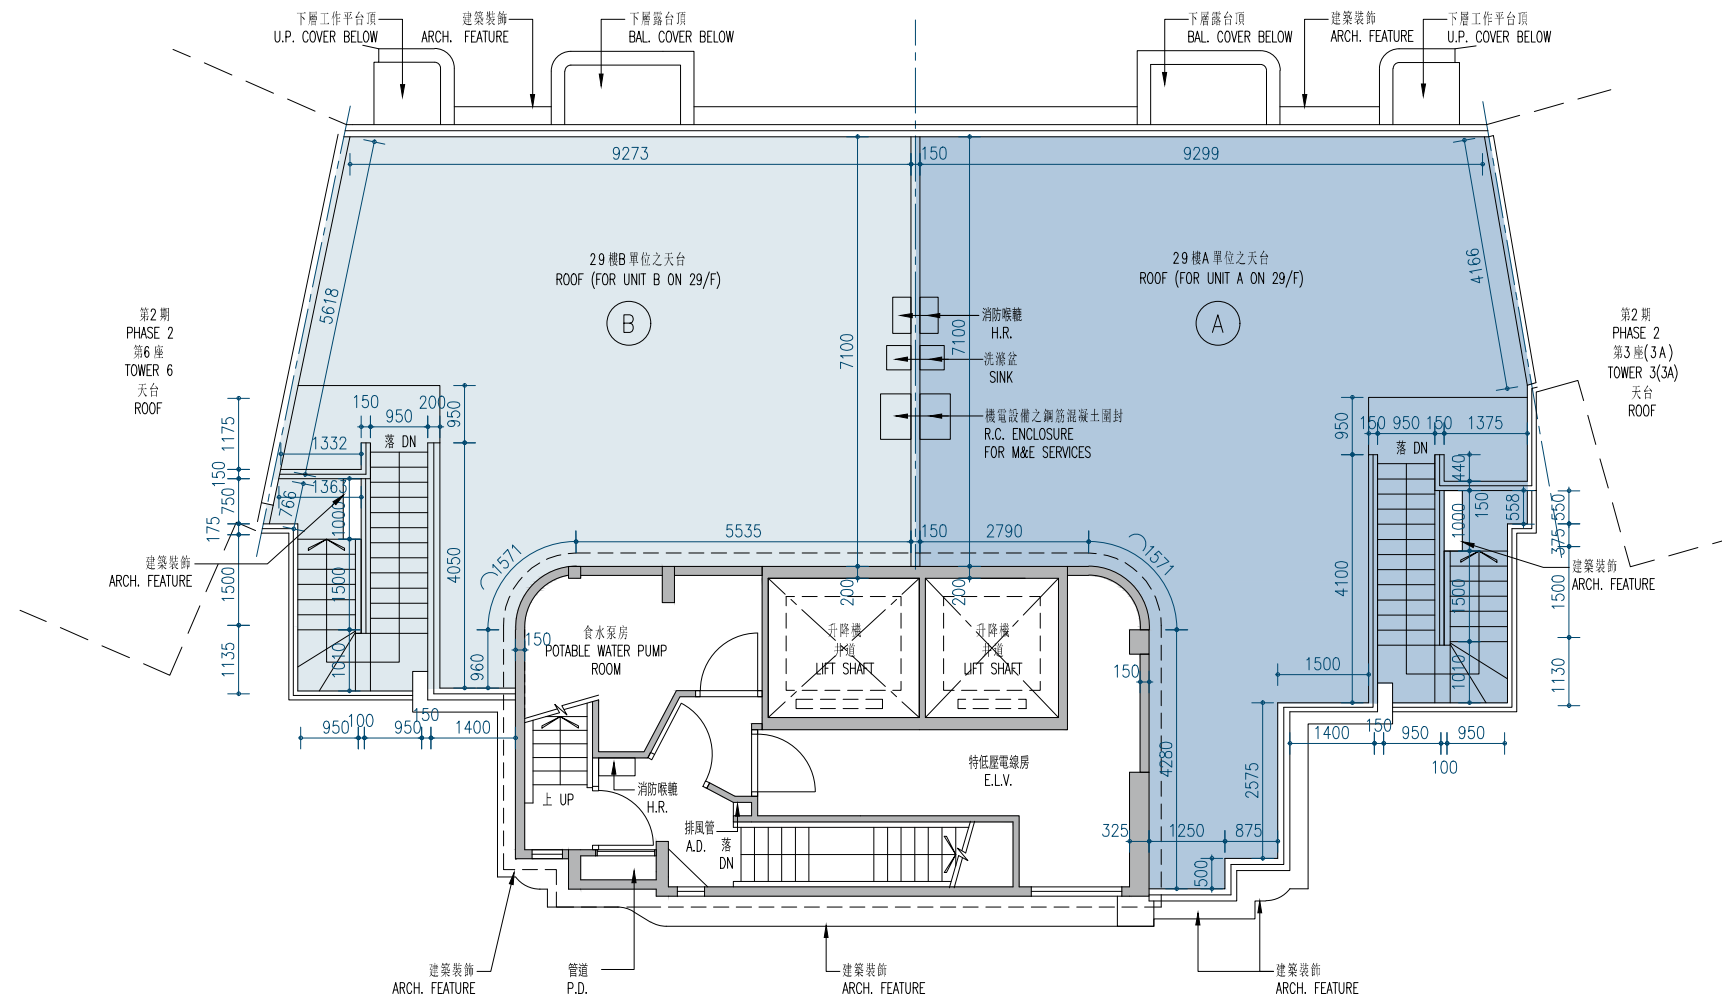 下層工作平台頂
U.P. COVER BELOW
建築裝飾
ARCH. FEATURE
下層露台頂
BAL. COVER BELOW
下層露台頂
BAL. COVER BELOW
建築裝飾
ARCH. FEATURE
下層工作平台頂
U.P. COVER BELOW
9273
150
9299
5618
7100
7100
4166
29樓B單位之天台
ROOF (FOR UNIT B ON 29/F)
B
29樓A單位之天台
ROOF (FOR UNIT A ON 29/F)
A
第2期
PHASE 2
第6座
TOWER 6
天台
ROOF
第2期
PHASE 2
第3座(3A)
TOWER 3(3A)
天台
ROOF
消防喉轆
H.R.
洗滌盆
SINK
機電設備之鋼筋混凝土圍封
R.C. ENCLOSURE
FOR M&E SERVICES
1175
150
750
175
1500
1135
150
950
200
950
落 DN
1332
1363
766
1000
1500
1010
4050
960
建築裝飾
ARCH. FEATURE
950
100
950
150
1400
950
150
950
150
1375
落 DN
440
150
1000
558
550
375
1500
1130
1500
1010
4100
1500
建築裝飾
ARCH. FEATURE
1400
150
950
950
100
5535
150
2790
1571
1571
200
200
150
150
食水泵房
POTABLE WATER PUMP
ROOM
升降機
井道
LIFT SHAFT
升降機
井道
LIFT SHAFT
上 UP
消防喉轆
H.R.
排風管
A.D.
落
DN
特低壓電線房
E.L.V.
4280
2575
325
1250
875
500
建築裝飾
ARCH. FEATURE
管道
P.D.
建築裝飾
ARCH. FEATURE
建築裝飾
ARCH. FEATURE